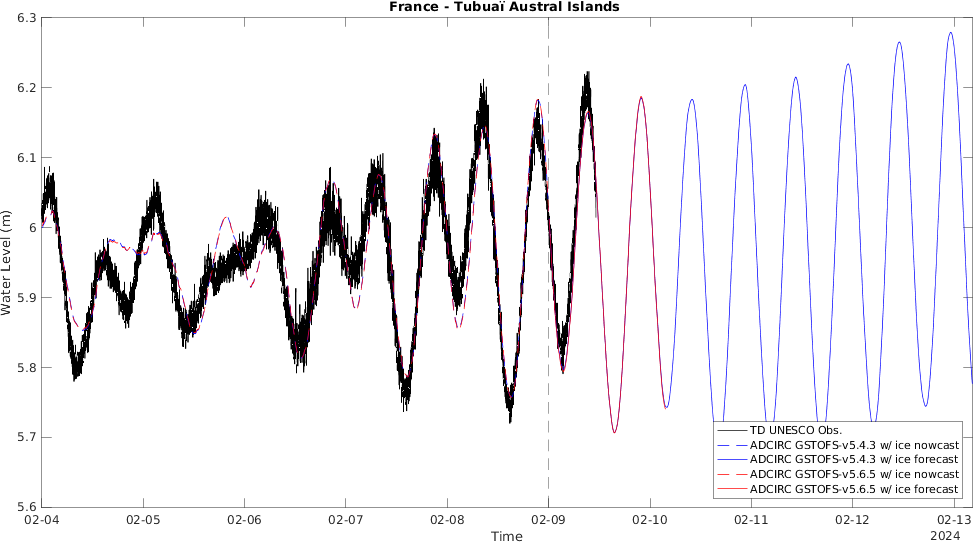 France - Tubuaï Austral Islands
6.3
6.2
6.1
6
5.9
5.8
5.7
5.6
Water Level (m)
TD UNESCO Obs.
ADCIRC GSTOFS-v5.4.3 w/ ice nowcast
ADCIRC GSTOFS-v5.4.3 w/ ice forecast
ADCIRC GSTOFS-v5.6.5 w/ ice nowcast
ADCIRC GSTOFS-v5.6.5 w/ ice forecast
02-04 02-05 02-06 02-07 02-08 02-09 02-10 02-11 02-12 02-13
Time
2024